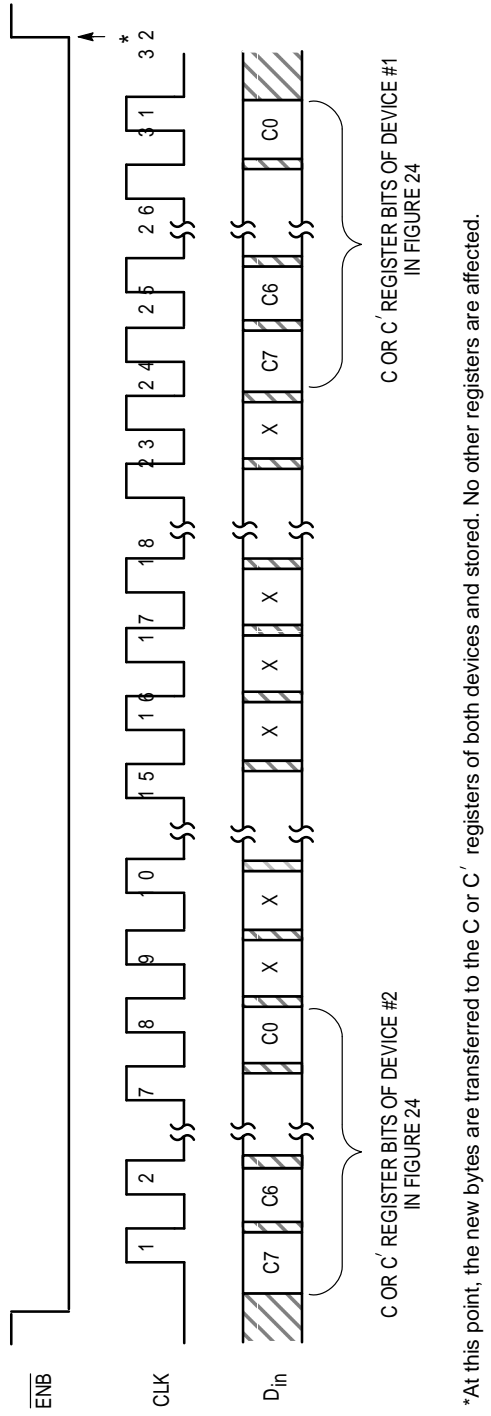 ENB
*
CLK 1 2 7 8 9 10 15 16 17 18 23 24 25 26 31 32
Din C7 C6 C0 X X X X X X C7 C6 C0
C OR C′ REGISTER BITS OF DEVICE #2
IN FIGURE 24
C OR C′ REGISTER BITS OF DEVICE #1
IN FIGURE 24
*At this point, the new bytes are transferred to the C or C′ registers of both devices and stored. No other registers are affected.